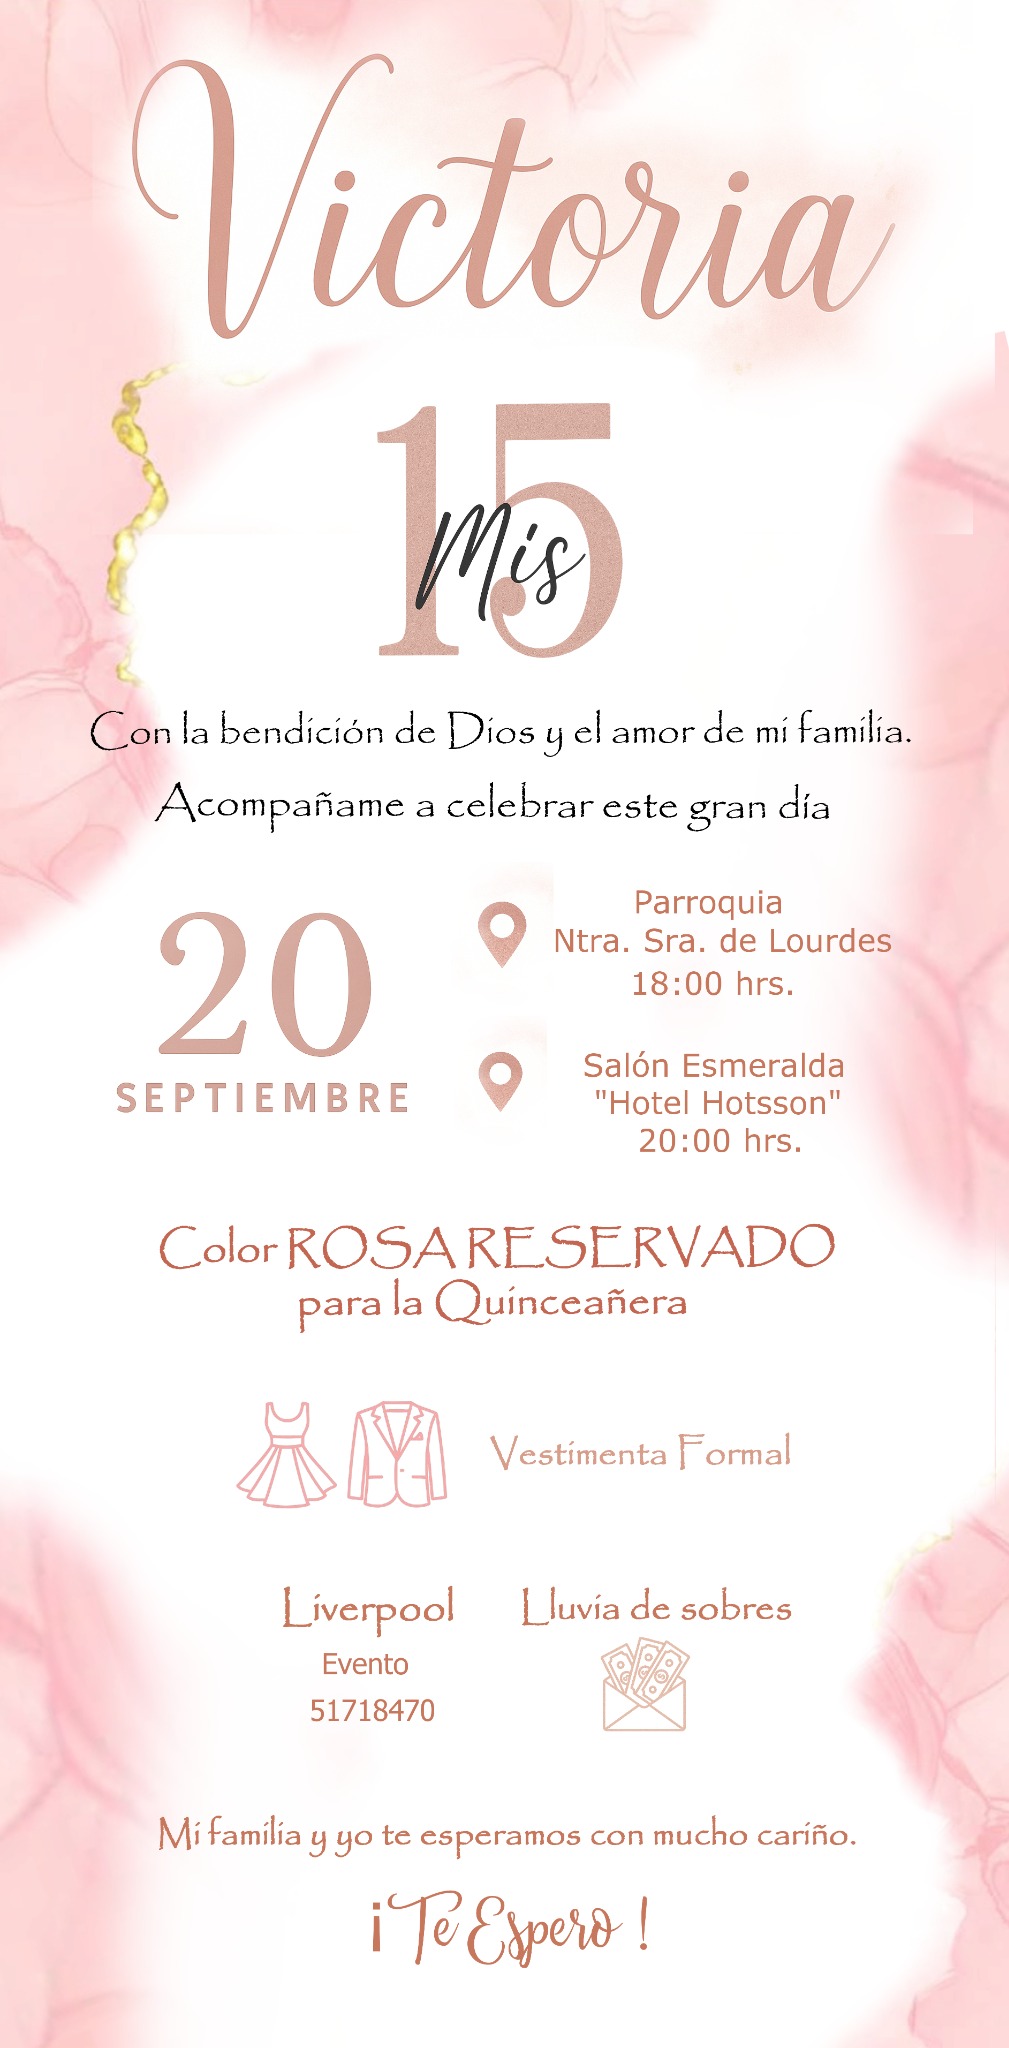 Victoria
Mis
15
Con la bendición de Dios y el amor de mi familia.
Acompañame a celebrar este gran día
20
SEPTIEMBRE
Parroquia
Ntra. Sra. de Lourdes
18:00 hrs.
Salón Esmeralda
"Hotel Hotsson"
20:00 hrs.
Color ROSA RESERVADO
para la Quinceañera
Vestimenta Formal
Liverpool
Evento
51718470
Lluvia de sobres
Mi familia y yo te esperamos con mucho cariño.
¡Te Espero !